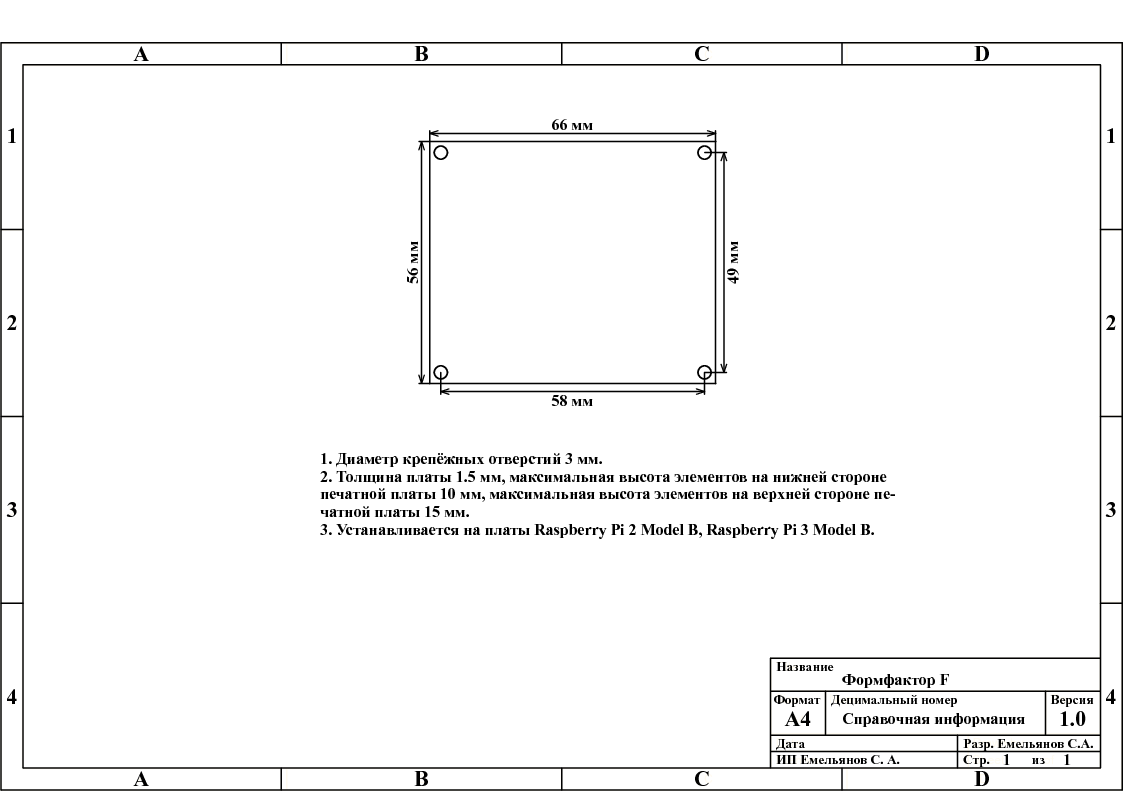 A B C D
1 1
66 мм
56 мм
49 мм
2 2
58 мм
1. Диаметр крепёжных отверстий 3 мм.
2. Толщина платы 1.5 мм, максимальная высота элементов на нижней стороне
печатной платы 10 мм, максимальная высота элементов на верхней стороне пе-
чатной платы 15 мм.
3 3
3. Устанавливается на платы Raspberry Pi 2 Model B, Raspberry Pi 3 Model B.
Название
Формфактор F
4 4
Формат Децимальный номер Версия
A4 Справочная информация 1.0
Дата Разр. Емельянов С.А.
ИП Емельянов С. А. Стр. 1 из 1
A B C D